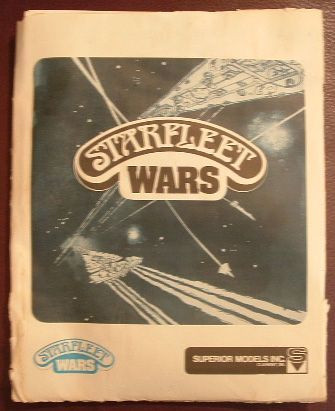 STARFLEET
WARS
STARFLEET
WARS
SUPERIOR MODELS INC.